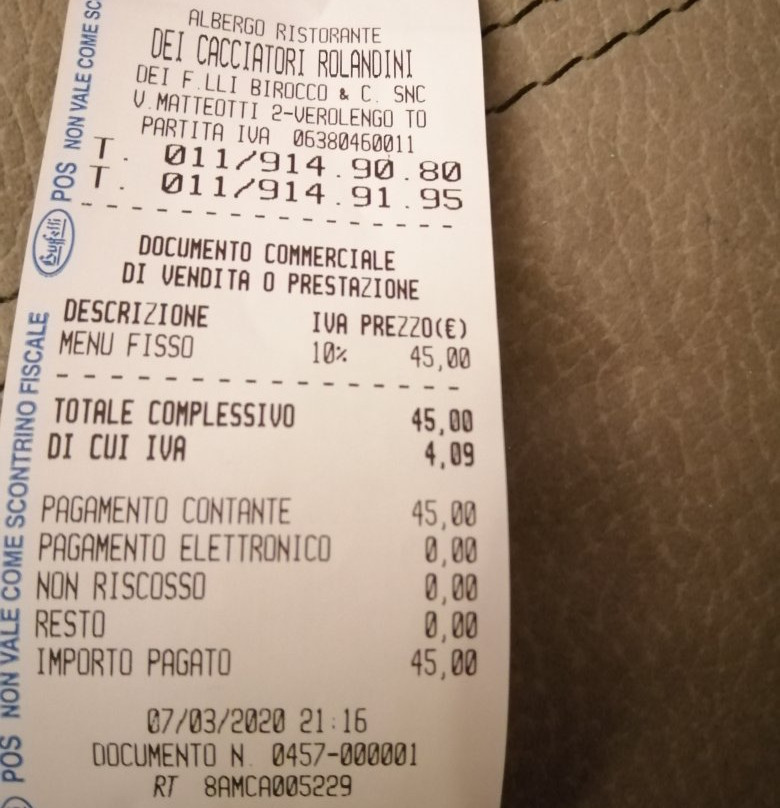 ALBERGO RISTORANTE
DEI CACCIATORI ROLANDINI
DEI F.LLI BIROCCO & C. SNC
V.MATTEOTTI 2-VEROLENGO TO
PARTITA IVA 06380460011
T. 011/914.90.80
T. 011/914.91.95
DOCUMENTO COMMERCIALE
DI VENDITA O PRESTAZIONE
DESCRIZIONE IVA PREZZO(€)
MENU FISSO 10% 45,00
TOTALE COMPLESSIVO 45,00
DI CUI IVA 4,09
PAGAMENTO CONTANTE 45,00
PAGAMENTO ELETTRONICO 0,00
NON RISCOSSO 0,00
RESTO 0,00
IMPORTO PAGATO 45,00
07/03/2020 21:16
DOCUMENTO N. 0457-000001
RT 8AMCA005229
POS NON VALE COME SCONTRINO FISCALE
Buffetti
POS NON VALE COME SC